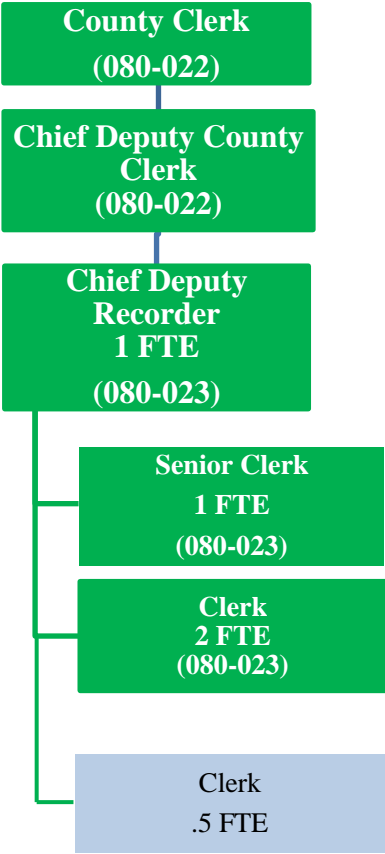 County Clerk
(080-022)
Chief Deputy County
Clerk
(080-022)
Chief Deputy
Recorder
1 FTE
(080-023)
Senior Clerk
1 FTE
(080-023)
Clerk
2 FTE
(080-023)
Clerk
.5 FTE